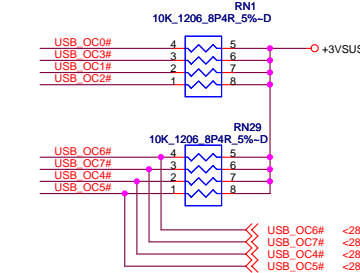 RN1
10K_1206_8P4R_5%~D
USB_OC0# 4 5 +3VSUS
USB_OC3# 3 6
USB_OC1# 2 7
USB_OC2# 1 8
RN29
10K_1206_8P4R_5%~D
USB_OC6# 4 5
USB_OC7# 3 6
USB_OC4# 2 7
USB_OC5# 1 8
USB_OC6# <28
USB_OC7# <28
USB_OC4# <28
USB_OC5# <28